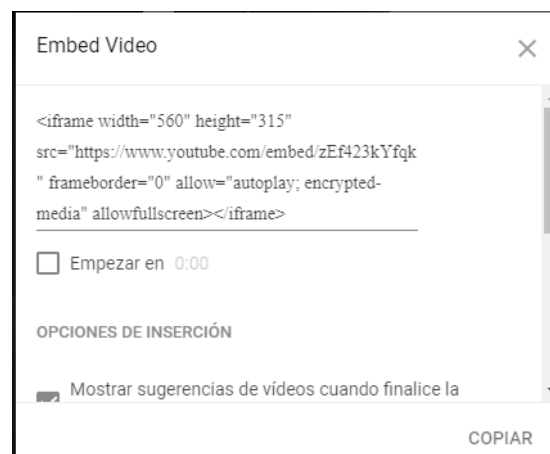 Embed Video
<iframe width="560" height="315"
src="https://www.youtube.com/embed/zEf423kYfqk
" frameborder="0" allow="autoplay; encrypted-
media" allowfullscreen></iframe>
Empezar en 0:00
OPCIONES DE INSERCIÓN
Mostrar sugerencias de vídeos cuando finalice la
COPIAR